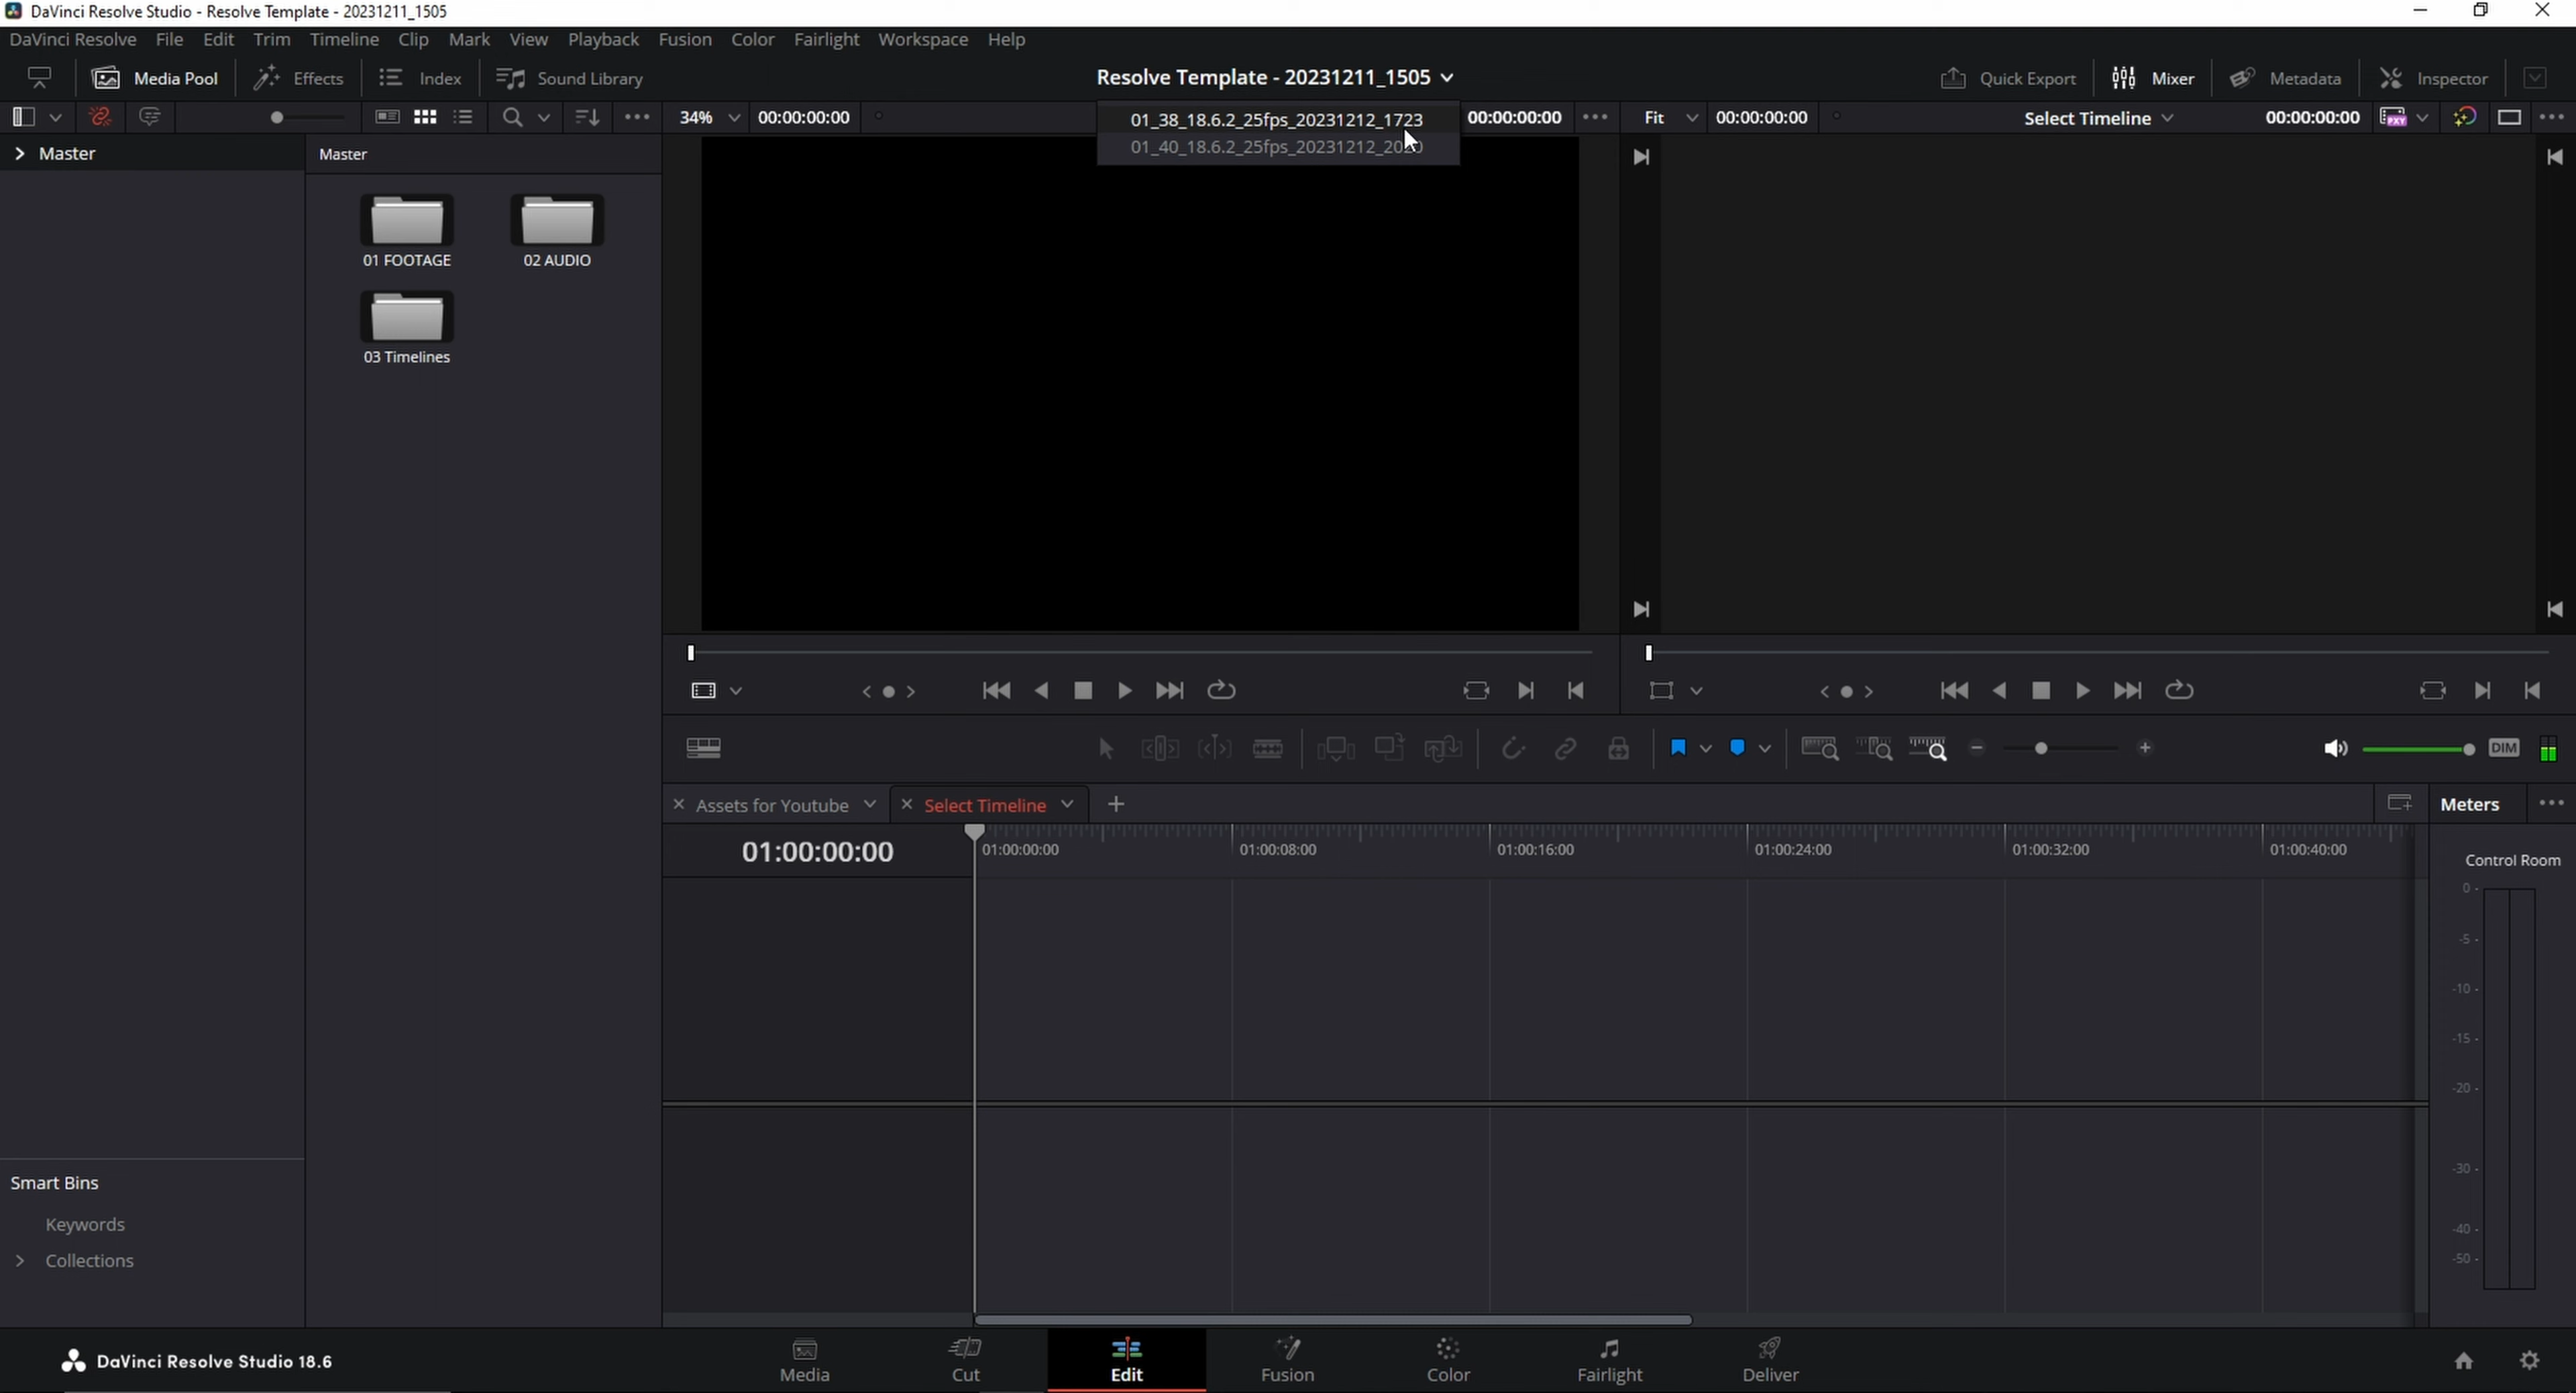 DaVinci Resolve Studio - Resolve Template - 20231211_1505
DaVinci Resolve File Edit Trim Timeline Clip Mark View Playback Fusion Color Fairlight Workspace Help
Media Pool Effects Index Sound Library Resolve Template - 20231211_1505 Quick Export Mixer Metadata Inspector
34% 00:00:00:00 00:00:00:00 Fit 00:00:00:00 Select Timeline 00:00:00:00 PXY
01_38_18.6.2_25fps_20231212_1723
01_40_18.6.2_25fps_20231212_2020
Master
Master
01 FOOTAGE 02 AUDIO
03 Timelines
DIM
Assets for Youtube Select Timeline Meters
01:00:00:00
01:00:00:00 01:00:08:00 01:00:16:00 01:00:24:00 01:00:32:00 01:00:40:00
Control Room
0
-5
-10
-15
-20
-30
-40
-50
Smart Bins
Keywords
Collections
DaVinci Resolve Studio 18.6
Media Cut Edit Fusion Color Fairlight Deliver